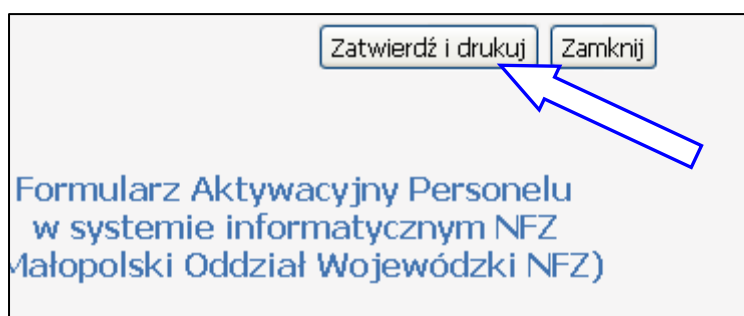 Zatwierdź i drukuj Zamknij
Formularz Aktywacyjny Personelu
w systemie informatycznym NFZ
Małopolski Oddział Wojewódzki NFZ)